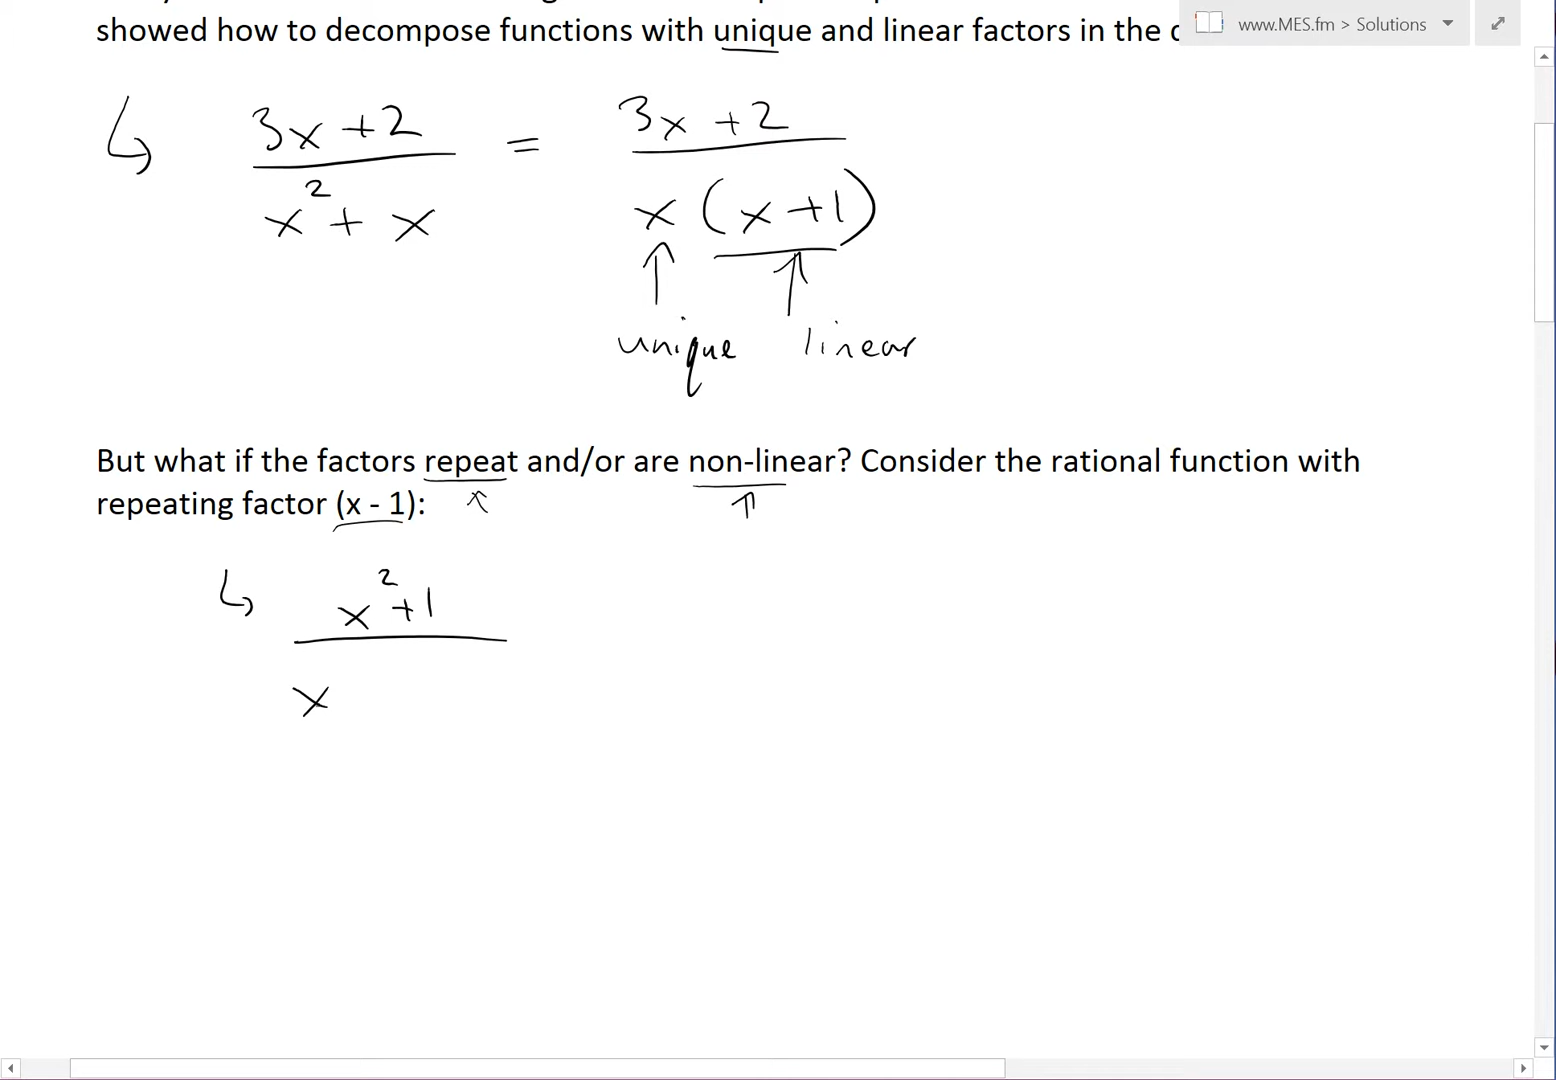 showed how to decompose functions with unique and linear factors in the
www.MES.fm > Solutions
3x + 2 / x² + x = 3x + 2 / x (x + 1)
unique linear
But what if the factors repeat and/or are non-linear? Consider the rational function with
repeating factor (x - 1):
x² + 1
x